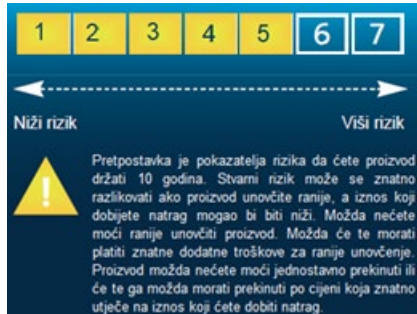 1 2 3 4 5 6 7
Niži rizik Viši rizik
Pretpostavka je pokazatelja rizika da ćete proizvod
držati 10 godina. Stvarni rizik može se znatno
razlikovati ako proizvod unovčite ranije, a iznos koji
dobijete natrag mogao bi biti niži. Možda nećete
moći ranije unovčiti proizvod. Možda će te morati
platiti znatne dodatne troškove za ranije unovčenje.
Proizvod možda nećete moći jednostavno prekinuti ili
će te ga možda morati prekinuti po cijeni koja znatno
utječe na iznos koji ćete dobiti natrag.